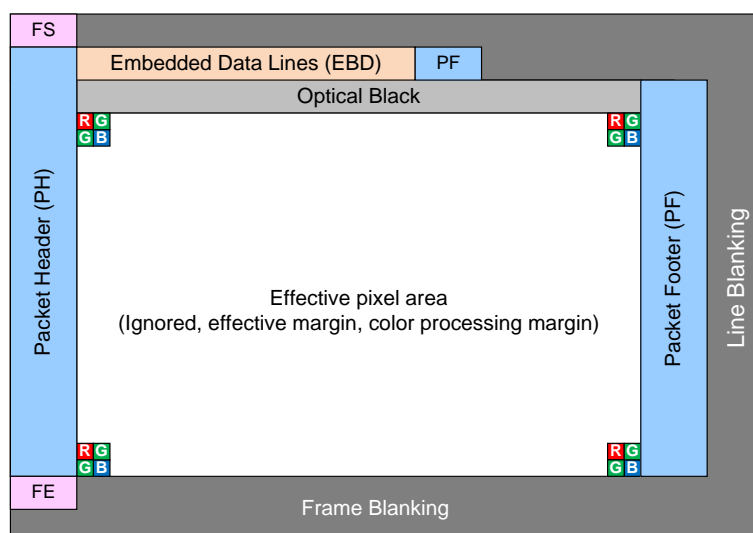 FS
Embedded Data Lines (EBD)
PF
Optical Black
R G
G B
R G
G B
Packet Header (PH)
Effective pixel area
(Ignored, effective margin, color processing margin)
Packet Footer (PF)
Line Blanking
R G
G B
R G
G B
FE
Frame Blanking